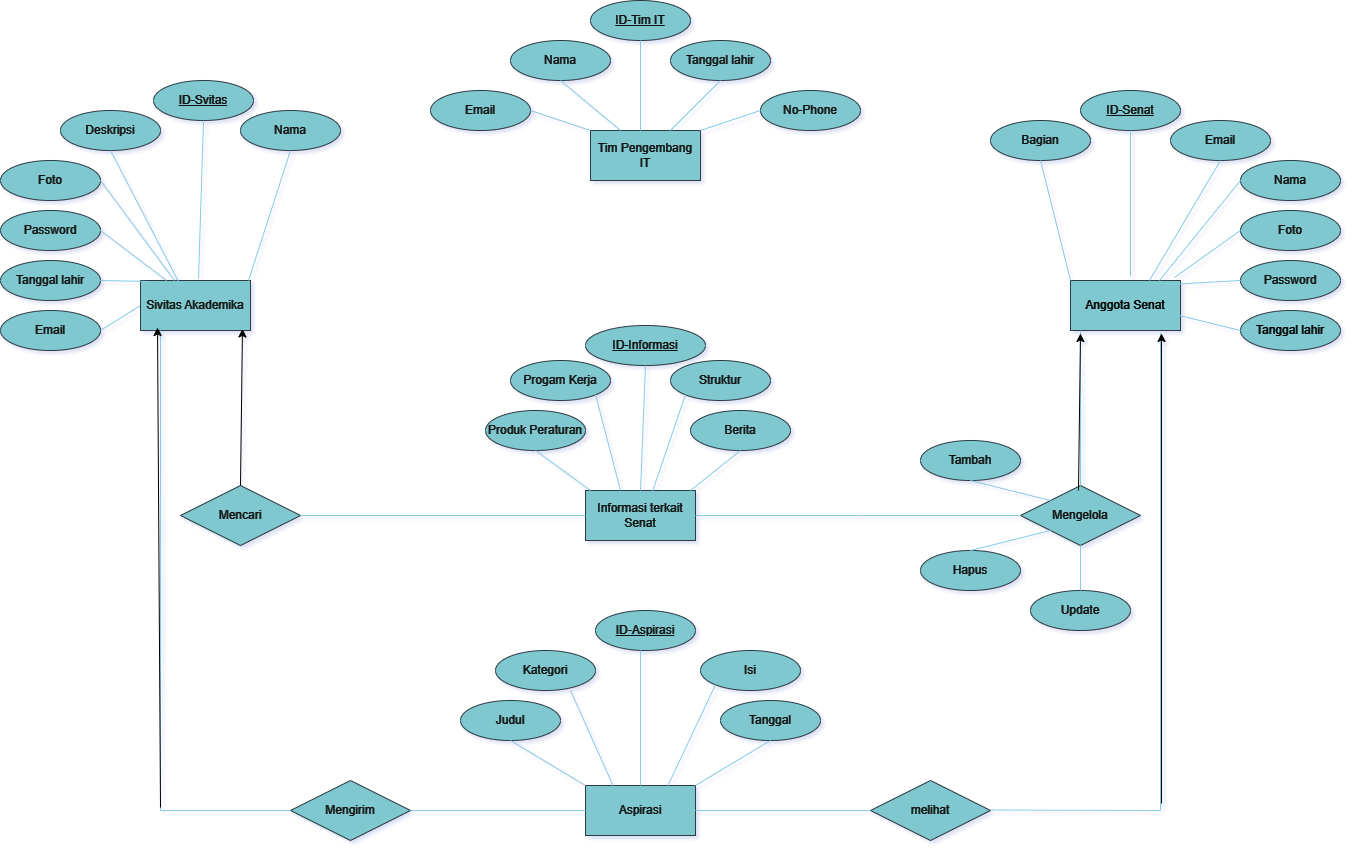 ID-Tim IT
Nama
Tanggal lahir
Email
No-Phone
Tim Pengembang
IT
ID-Svitas
Deskripsi
Nama
Foto
Password
Tanggal lahir
Email
Sivitas Akademika
ID-Senat
Bagian
Email
Nama
Foto
Password
Tanggal lahir
Anggota Senat
ID-Informasi
Progam Kerja
Struktur
Produk Peraturan
Berita
Informasi terkait
Senat
Mencari
Tambah
Mengelola
Hapus
Update
ID-Aspirasi
Kategori
Isi
Judul
Tanggal
Mengirim
Aspirasi
melihat